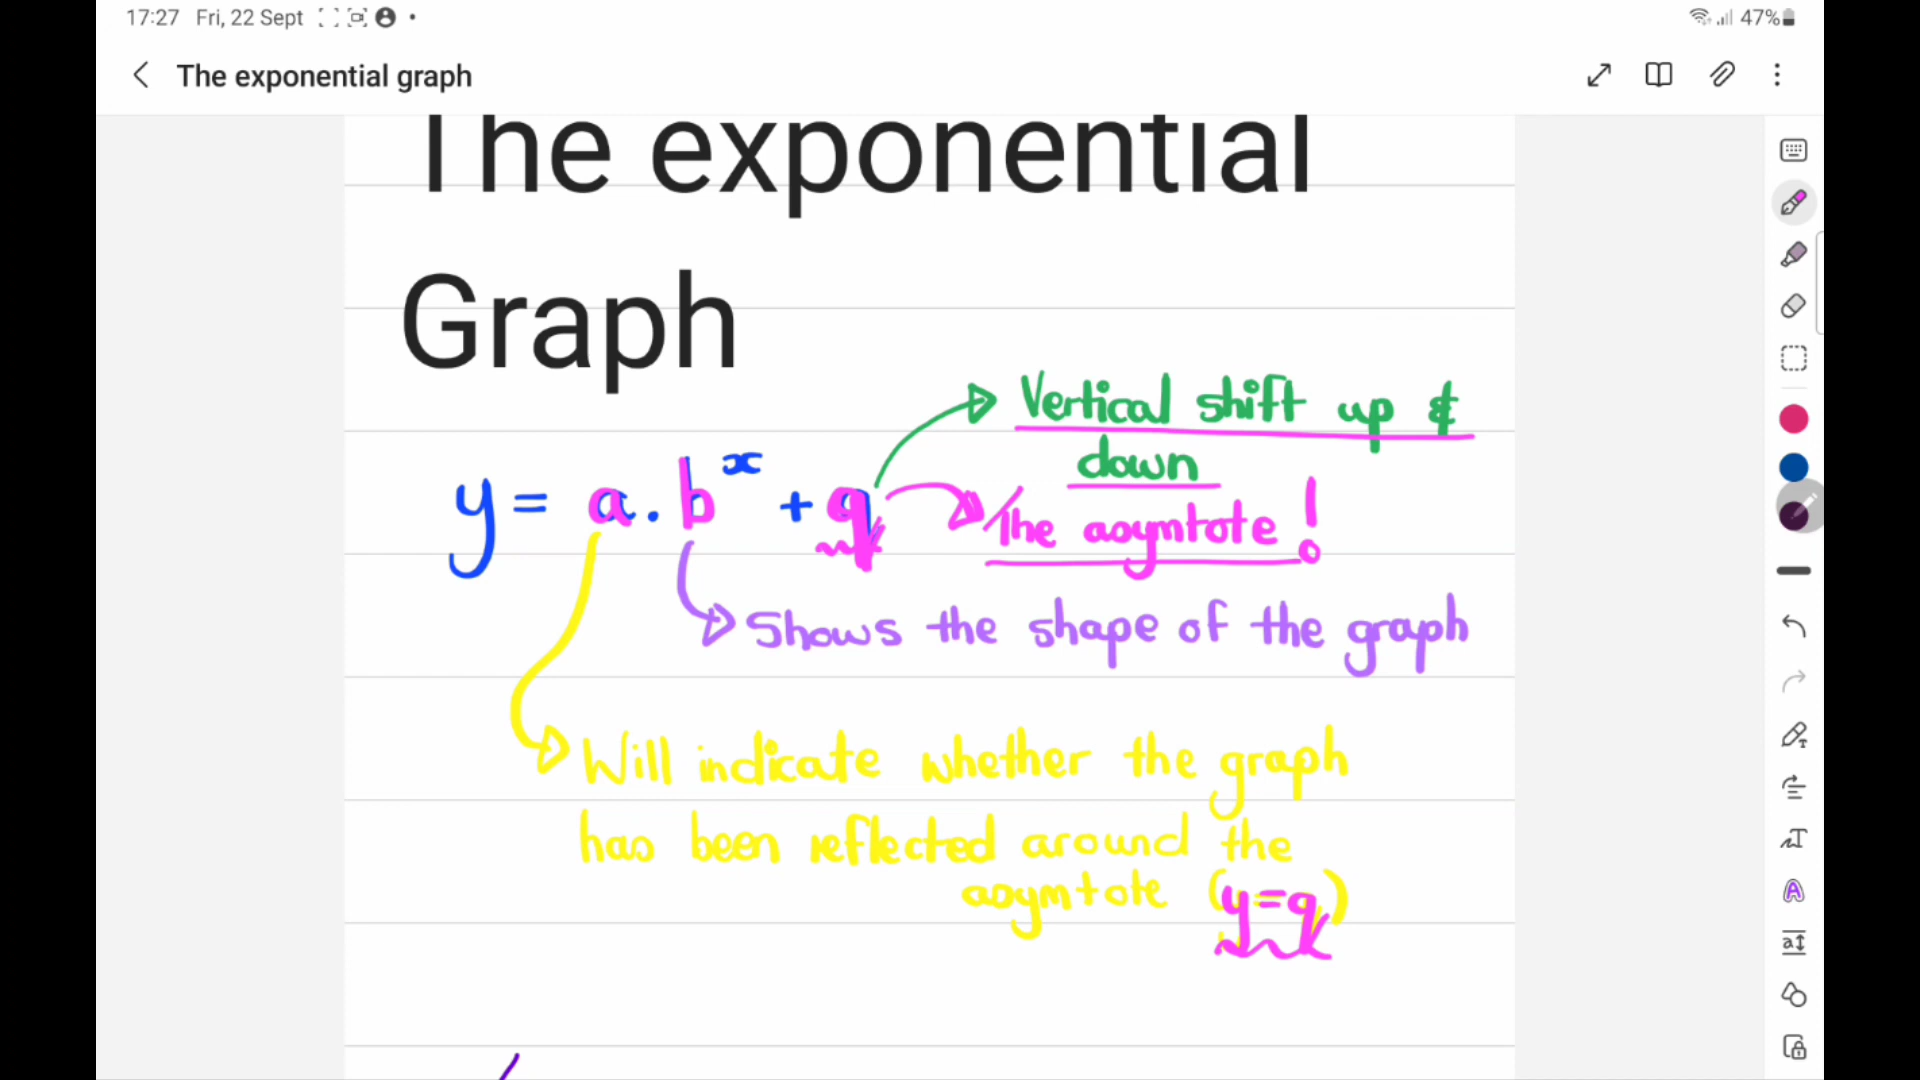 17:27 Fri, 22 Sept
47%
The exponential graph
The exponential
Graph
Vertical shift up &
down
y = a . b^x + q
The asymtote !
Shows the shape of the graph
Will indicate whether the graph
has been reflected around the
asymtote (y=q)